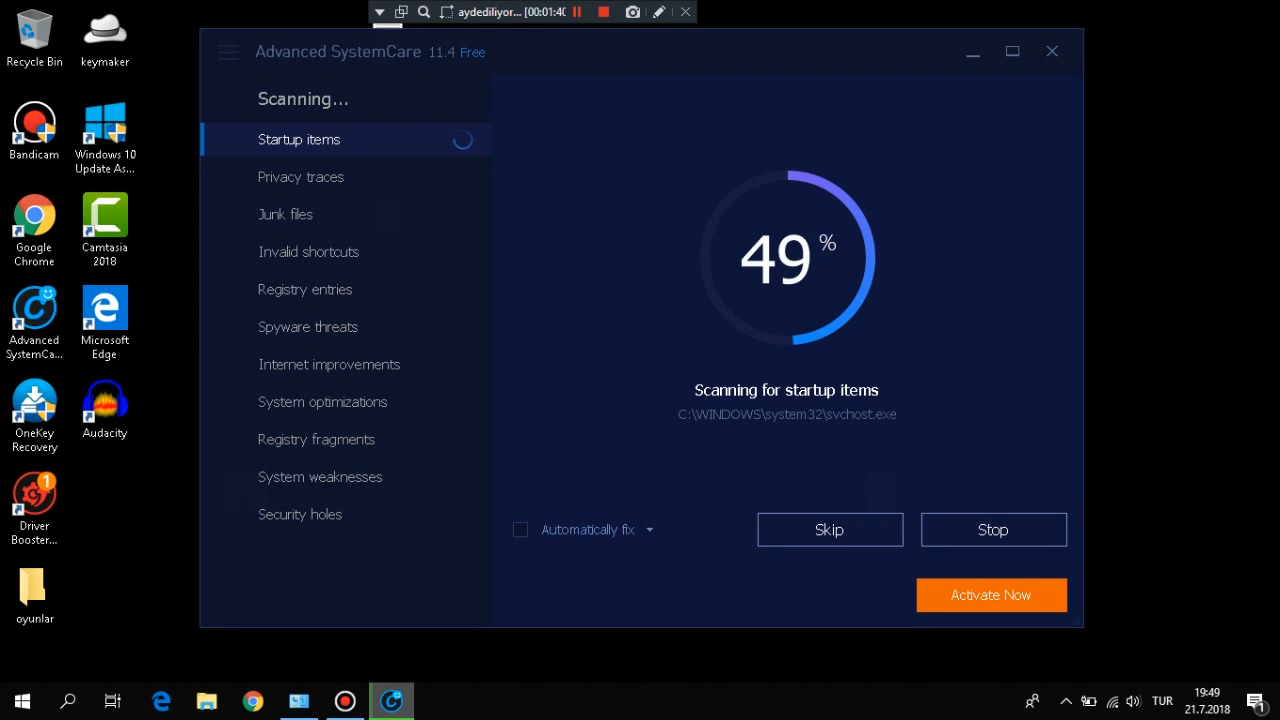 aydediliyor... [00:01:40
Recycle Bin
keymaker
Bandicam
Windows 10
Update As...
Google
Chrome
Camtasia
2018
Advanced
SystemCa...
Microsoft
Edge
OneKey
Recovery
Audacity
1
Driver
Booster...
oyunlar
Advanced SystemCare 11.4 Free
Scanning...
Startup items
Privacy traces
Junk files
Invalid shortcuts
Registry entries
Spyware threats
Internet improvements
System optimizations
Registry fragments
System weaknesses
Security holes
49 %
Scanning for startup items
C:\WINDOWS\system32\svchost.exe
Automatically fix
Skip
Stop
Activate Now
TUR
19:49
21.7.2018
1